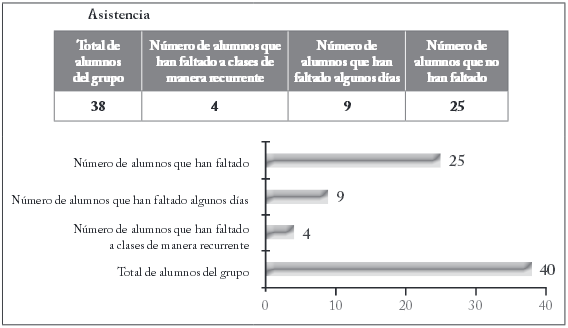 Asistencia
Total de alumnos del grupo
Número de alumnos que han faltado a clases de manera recurrente
Número de alumnos que han faltado algunos días
Número de alumnos que no han faltado
38 4 9 25
Número de alumnos que han faltado 25
Número de alumnos que han faltado algunos días 9
Número de alumnos que han faltado
a clases de manera recurrente 4
Total de alumnos del grupo 40
0 10 20 30 40